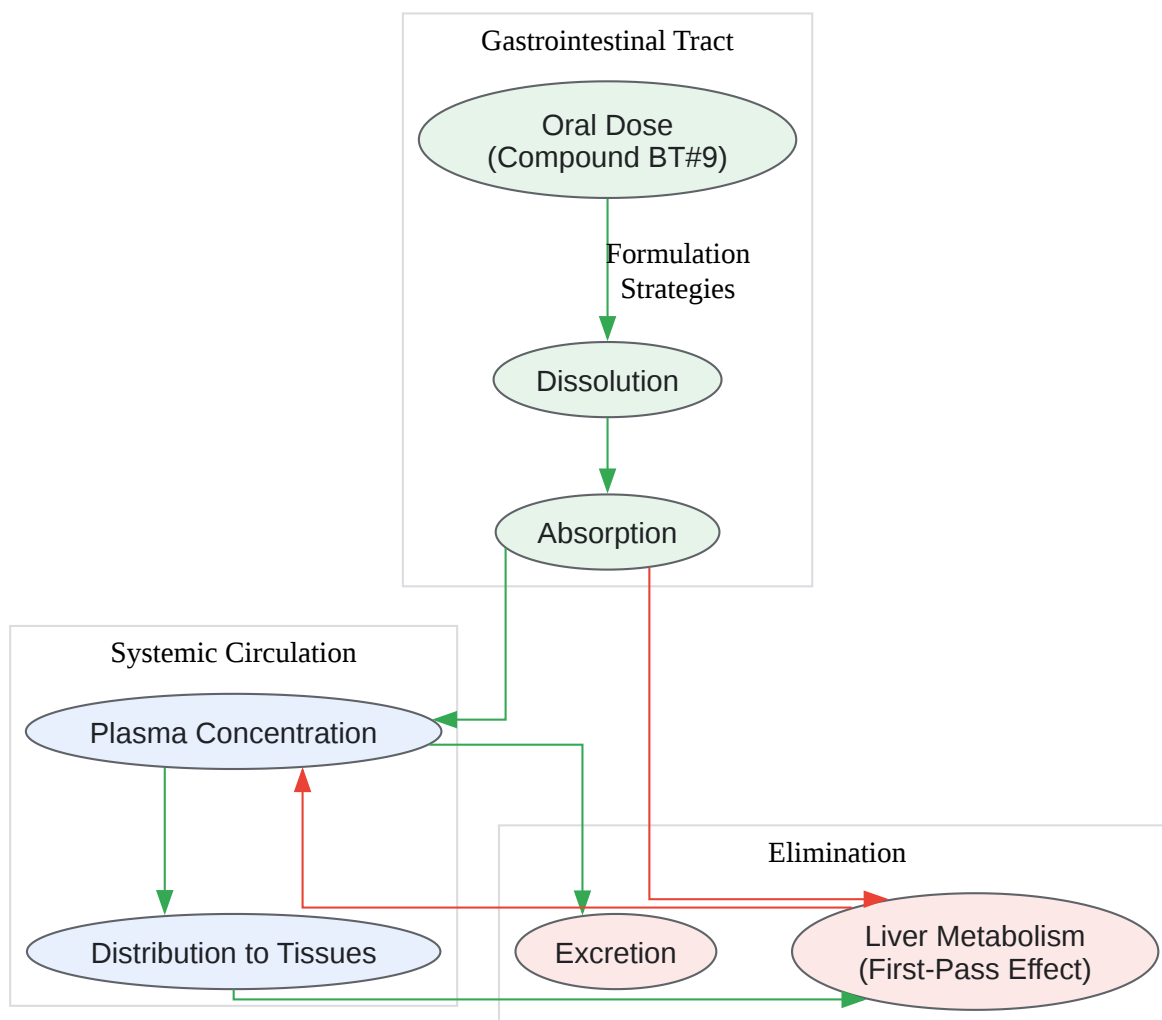 Gastrointestinal Tract
Oral Dose
(Compound BT#9)
Formulation
Strategies
Dissolution
Absorption
Systemic Circulation
Plasma Concentration
Elimination
Distribution to Tissues
Excretion
Liver Metabolism
(First-Pass Effect)